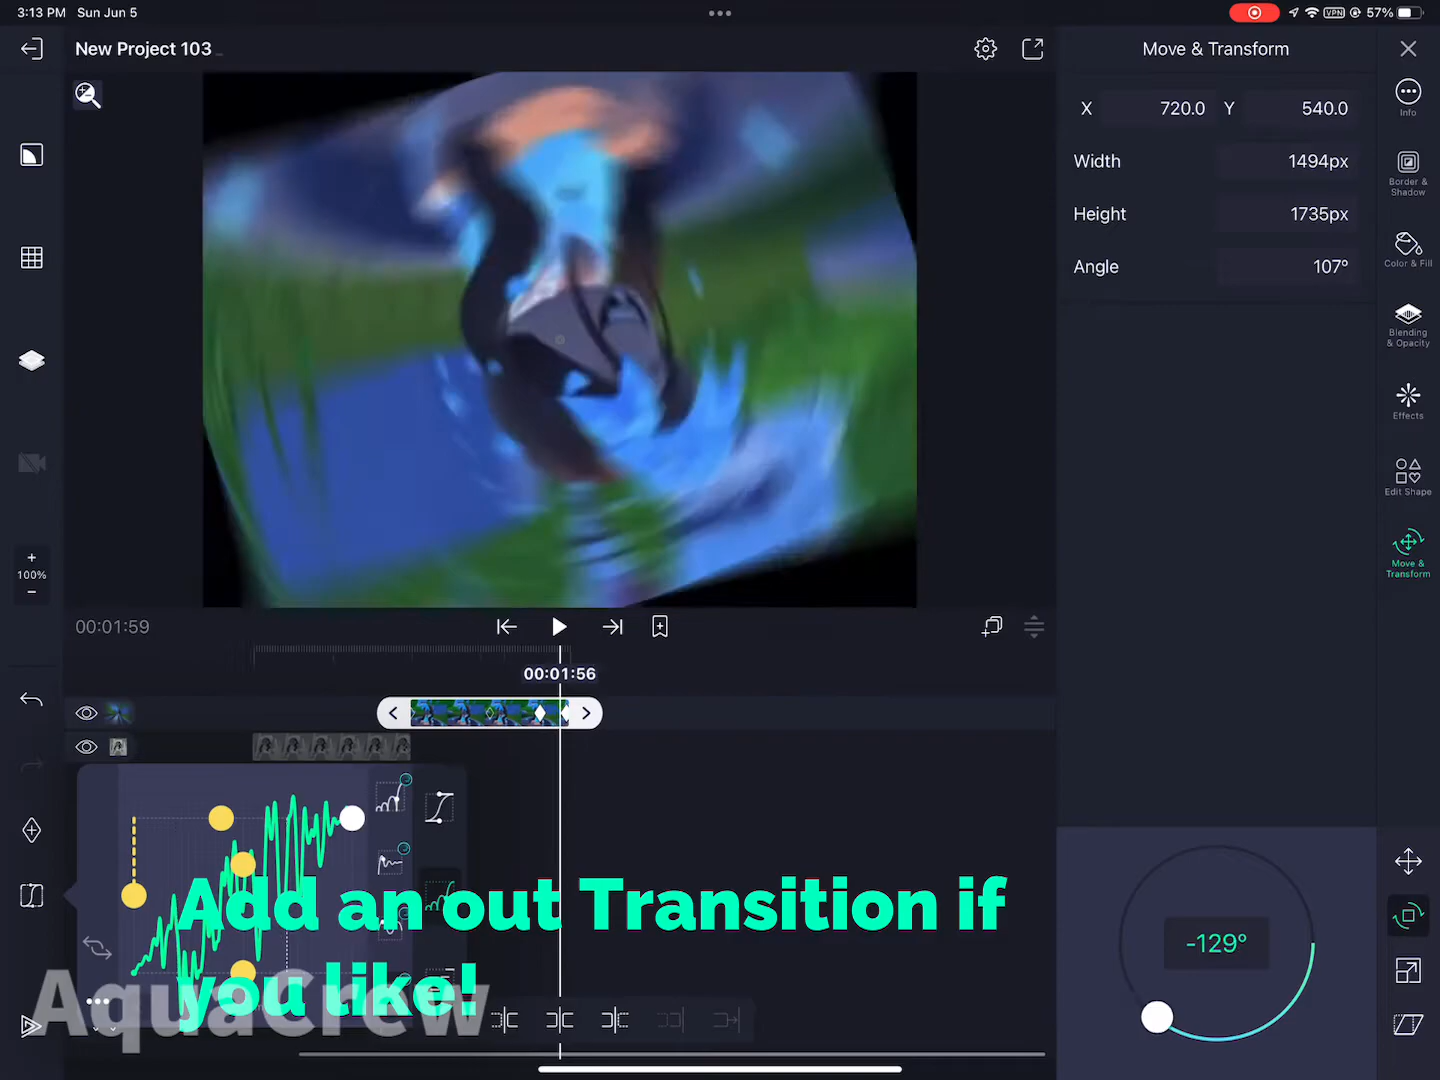 3:13 PM Sun Jun 5
VPN 57%
New Project 103
Move & Transform
X 720.0 Y 540.0
Width 1494px
Height 1735px
Angle 107°
Info
Border &
Shadow
Color & Fill
Blending
& Opacity
Effects
Edit Shape
Move &
Transform
+
100%
−
00:01:59
00:01:56
Add an out Transition if
you like!
AquaCrew
-129°